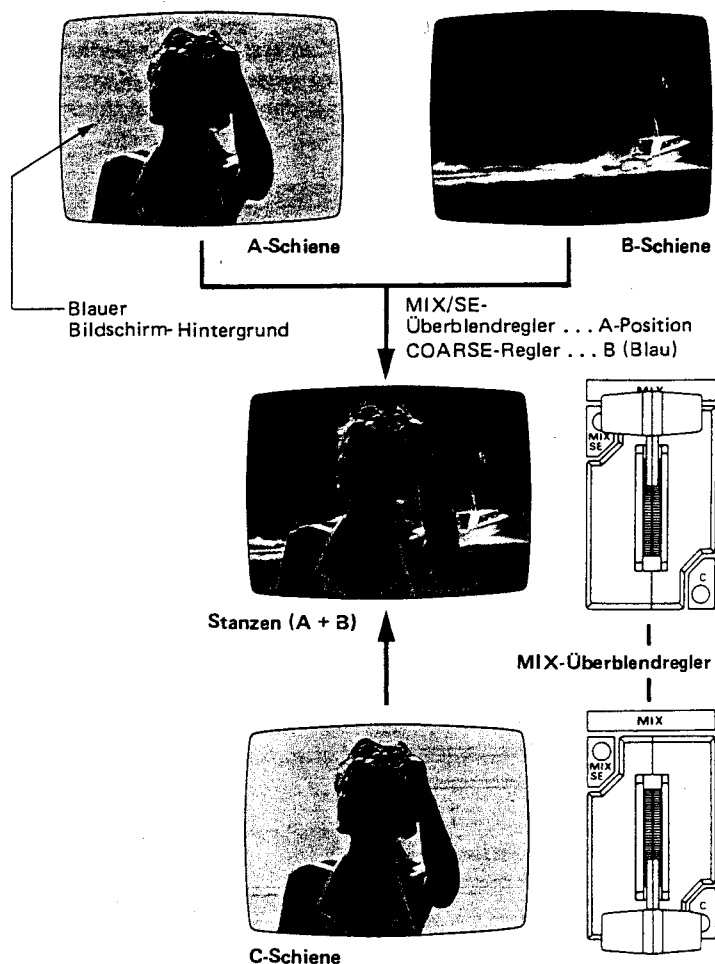 A-Schiene
B-Schiene
Blauer
Bildschirm-Hintergrund
MIX/SE-
Überblendregler ... A-Position
COARSE-Regler ... B (Blau)
MIX
MIX
SE
C
Stanzen (A + B)
MIX-Überblendregler
MIX
MIX
SE
C
C-Schiene